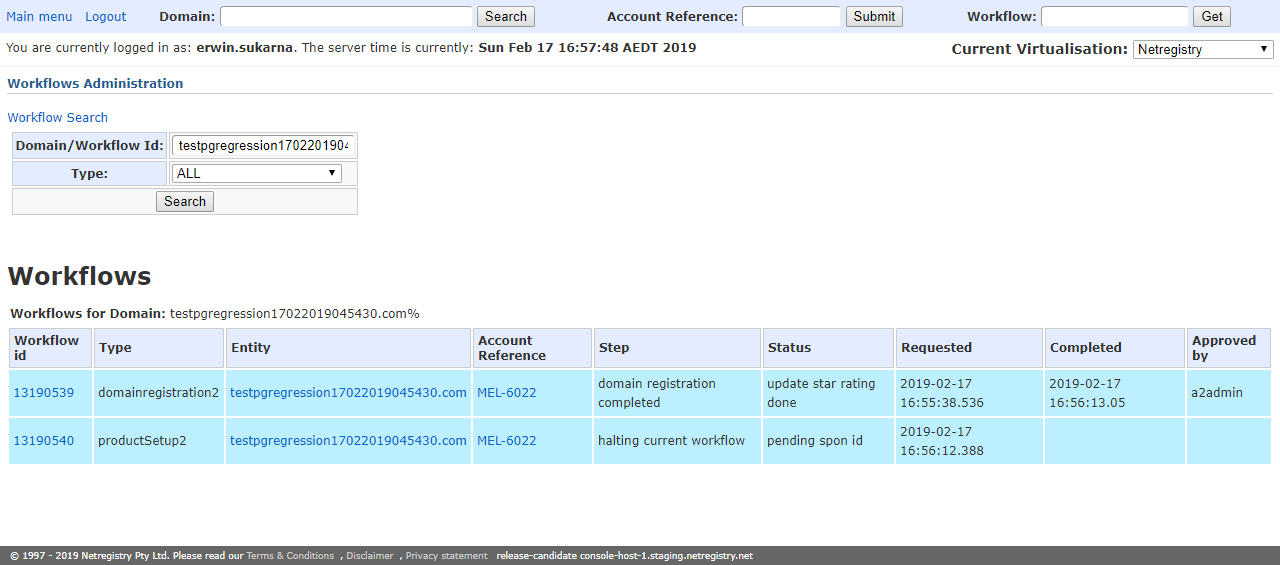 Main menu Logout Domain: Search Account Reference: Submit Workflow: Get
You are currently logged in as: erwin.sukarna. The server time is currently: Sun Feb 17 16:57:48 AEDT 2019 Current Virtualisation: Netregistry
Workflows Administration
Workflow Search
Domain/Workflow Id: testpgregression1702201904
Type: ALL
Search
Workflows
Workflows for Domain: testpgregression17022019045430.com%
Workflow id Type Entity Account Reference Step Status Requested Completed Approved by
13190539 domainregistration2 testpgregression17022019045430.com MEL-6022 domain registration completed update star rating done 2019-02-17 16:55:38.536 2019-02-17 16:56:13.05 a2admin
13190540 productSetup2 testpgregression17022019045430.com MEL-6022 halting current workflow pending spon id 2019-02-17 16:56:12.388
© 1997 - 2019 Netregistry Pty Ltd. Please read our Terms & Conditions , Disclaimer , Privacy statement release-candidate console-host-1.staging.netregistry.net